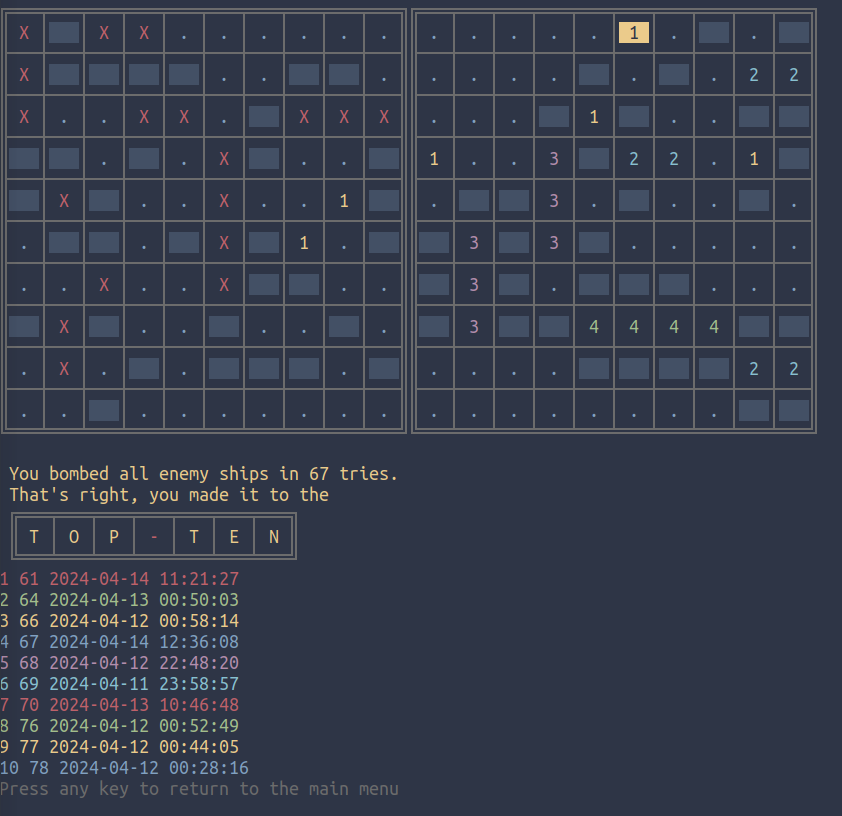 X X X . . . . . . . . . . . 1 . .
X . . . . . . . . . . 2 2
X . . X X . X X X . . . 1 . .
. . X . . 1 . . 3 2 2 . 1
X . . X . . 1 . 3 . . . .
. . X 1 . 3 3 . . . . .
. . X . . X . . 3 . . . .
X . . . . . 3 4 4 4 4
. X . . . . . . . 2 2
. . . . . . . . . . . . . . . . .
You bombed all enemy ships in 67 tries.
That's right, you made it to the
T O P - T E N
1 61 2024-04-14 11:21:27
2 64 2024-04-13 00:50:03
3 66 2024-04-12 00:58:14
4 67 2024-04-14 12:36:08
5 68 2024-04-12 22:48:20
6 69 2024-04-11 23:58:57
7 70 2024-04-13 10:46:48
8 76 2024-04-12 00:52:49
9 77 2024-04-12 00:44:05
10 78 2024-04-12 00:28:16
Press any key to return to the main menu